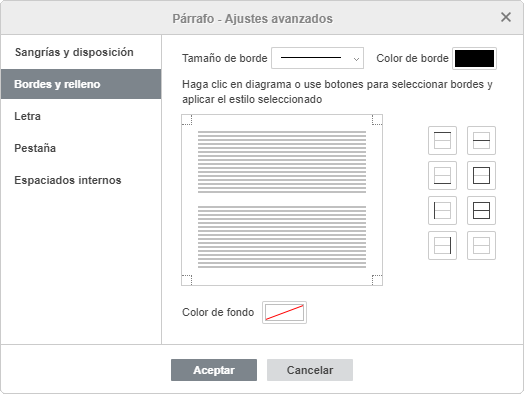 Párrafo - Ajustes avanzados
Sangrías y disposición
Bordes y relleno
Letra
Pestaña
Espaciados internos
Tamaño de borde
Color de borde
Haga clic en diagrama o use botones para seleccionar bordes y
aplicar el estilo seleccionado
Color de fondo
Aceptar
Cancelar